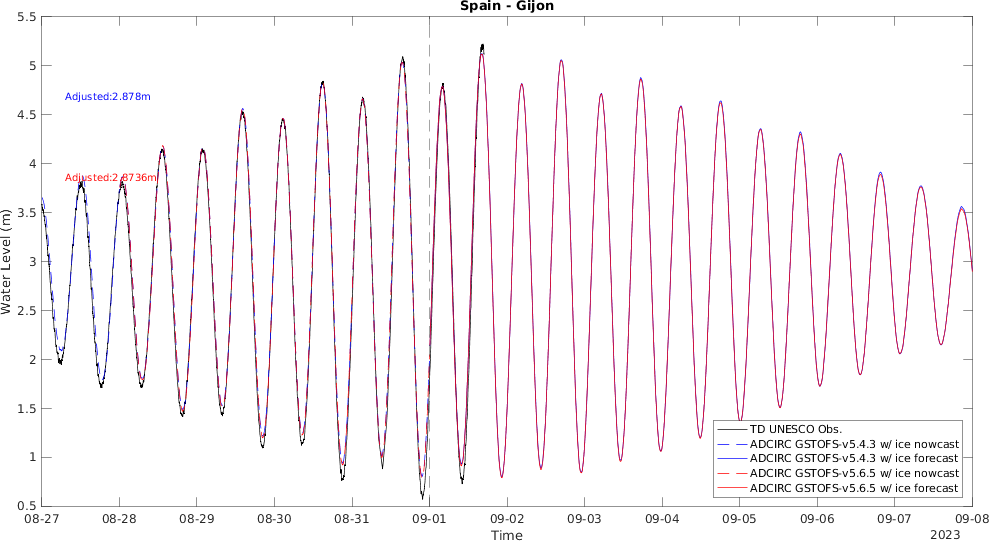 Spain - Gijon
5.5
5
4.5
4
3.5
3
2.5
2
1.5
1
0.5
Water Level (m)
Adjusted:2.878m
Adjusted:2.8736m
TD UNESCO Obs.
ADCIRC GSTOFS-v5.4.3 w/ ice nowcast
ADCIRC GSTOFS-v5.4.3 w/ ice forecast
ADCIRC GSTOFS-v5.6.5 w/ ice nowcast
ADCIRC GSTOFS-v5.6.5 w/ ice forecast
08-27 08-28 08-29 08-30 08-31 09-01 09-02 09-03 09-04 09-05 09-06 09-07 09-08
Time
2023